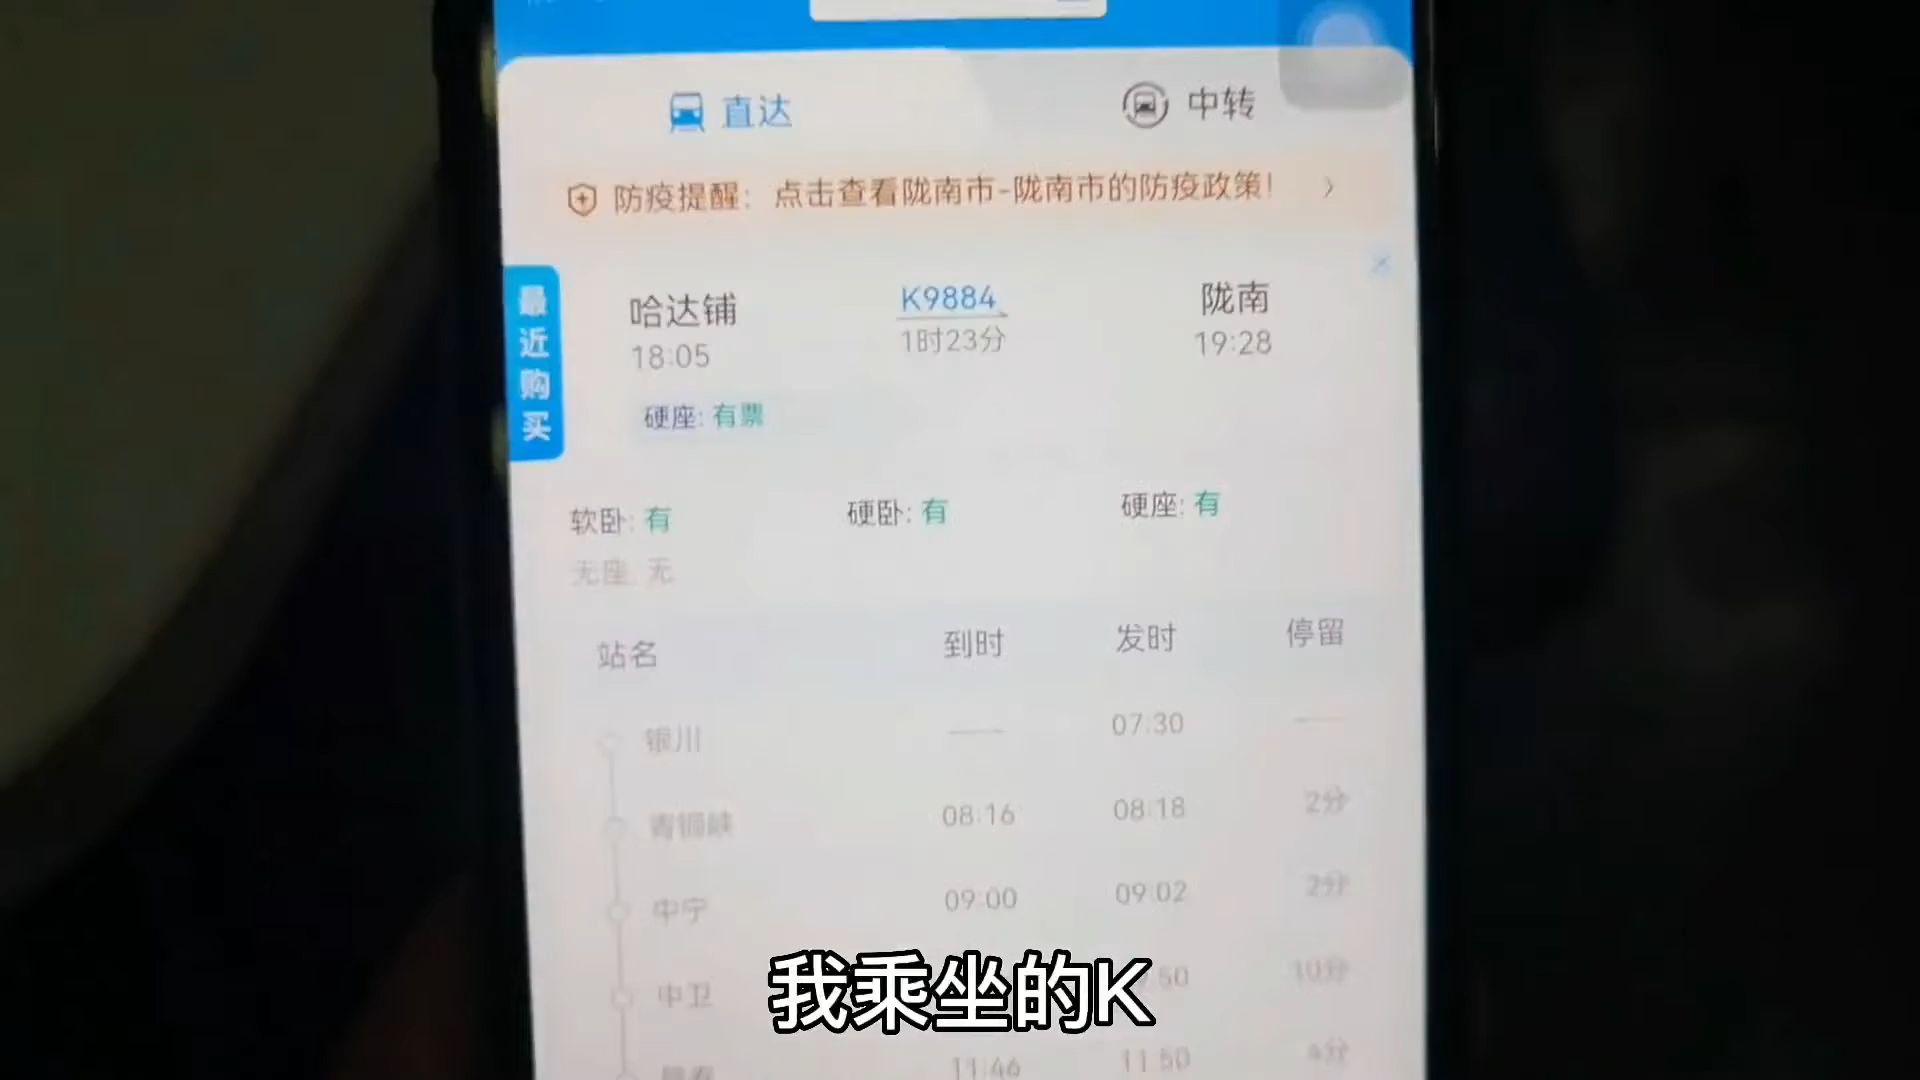 直达 中转
防疫提醒：点击查看陇南市-陇南市的防疫政策！
最近购买
哈达铺 K9884 陇南
18:05 1时23分 19:28
硬座: 有票
软卧: 有 硬卧: 有 硬座: 有
无座 无
站名 到时 发时 停留
银川 07:30
青铜峡 08:16 08:18 2分
中宁 09:00 09:02 2分
中卫 50 10分
11:46 11:50 4分
我乘坐的K